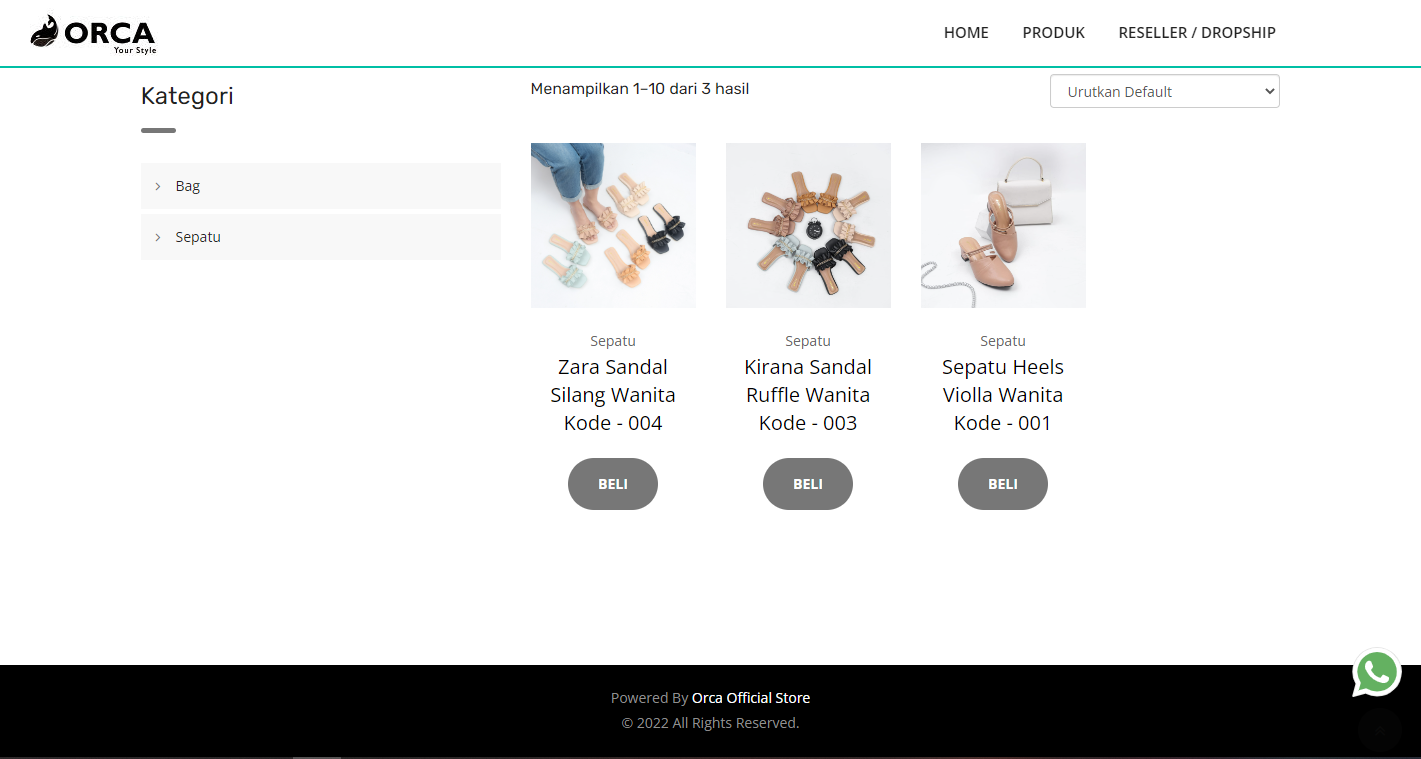 ORCA
Your Style
HOME
PRODUK
RESELLER / DROPSHIP
Kategori
Bag
Sepatu
Menampilkan 1–10 dari 3 hasil
Urutkan Default
Sepatu
Zara Sandal
Silang Wanita
Kode - 004
BELI
Sepatu
Kirana Sandal
Ruffle Wanita
Kode - 003
BELI
Sepatu
Sepatu Heels
Violla Wanita
Kode - 001
BELI
Powered By Orca Official Store
© 2022 All Rights Reserved.